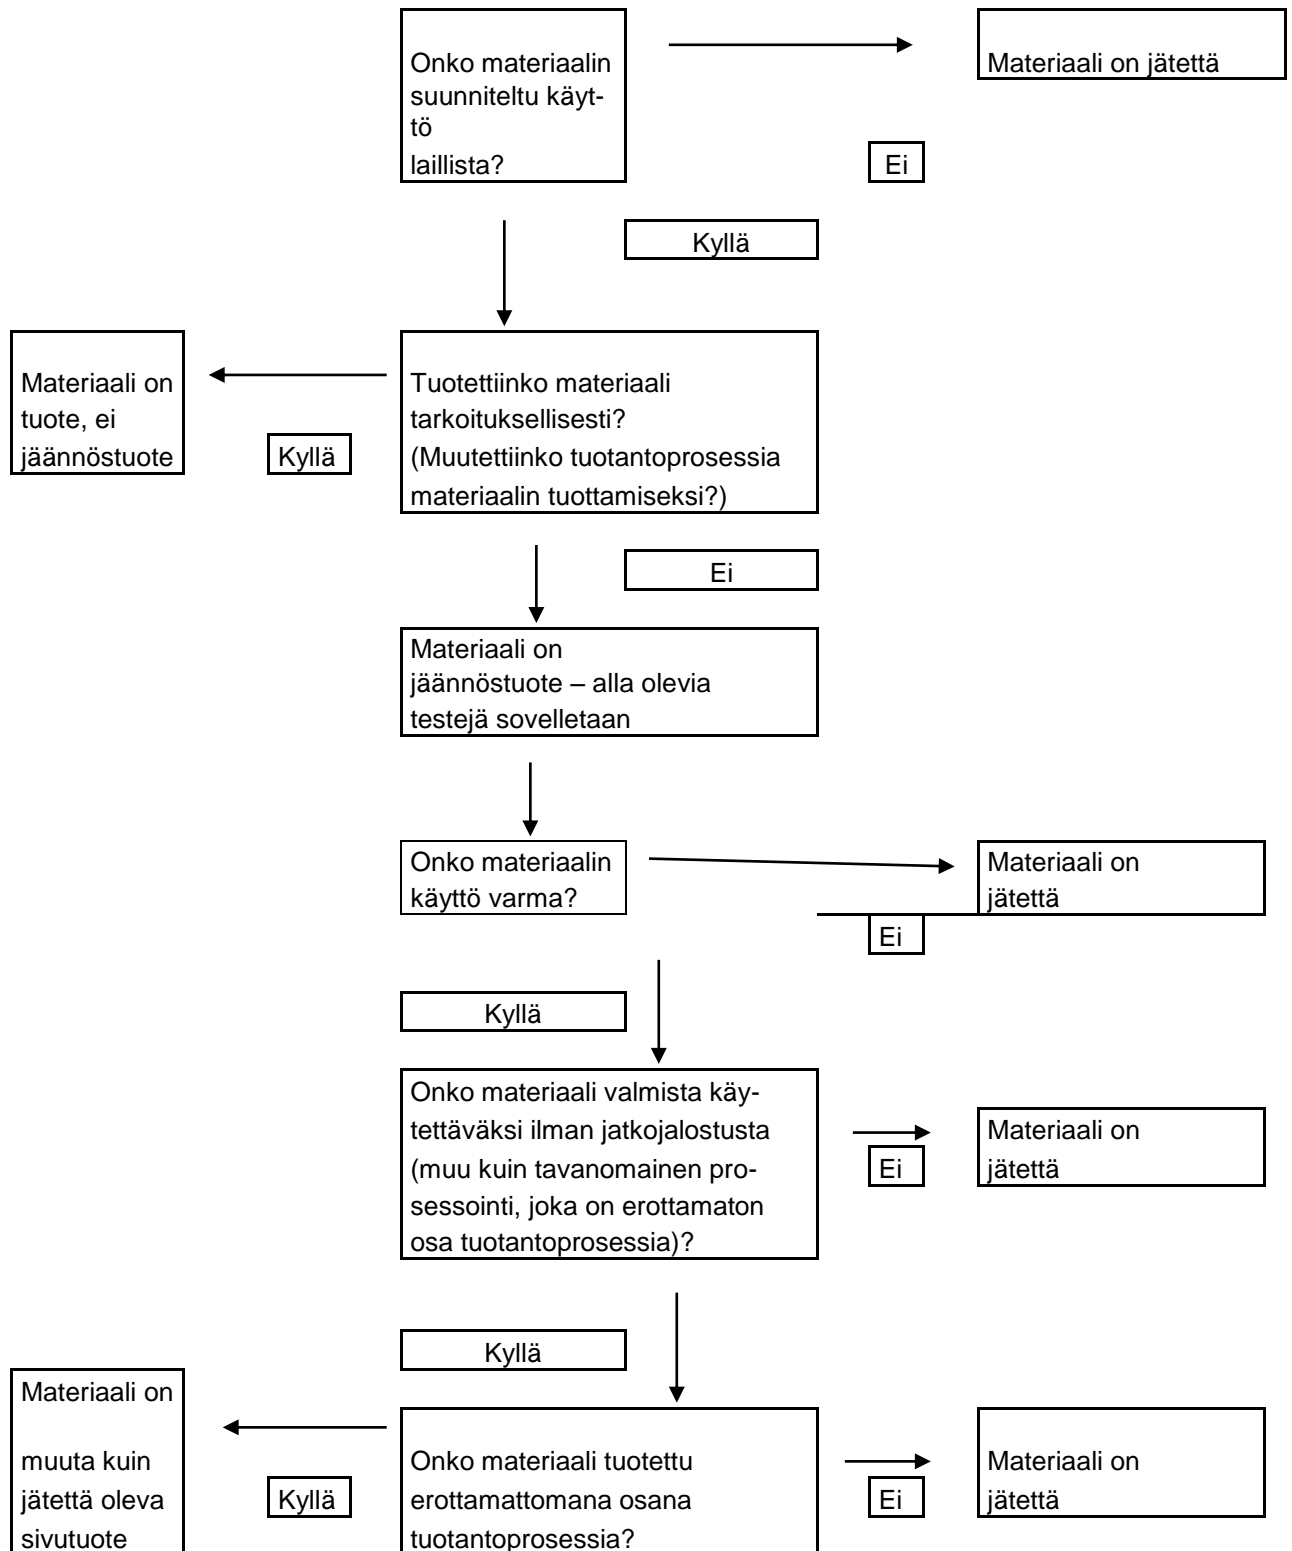 Onko materiaalin
suunniteltu käyt-
tö
laillista?
Materiaali on jätettä
Ei
Kyllä
Materiaali on
tuote, ei
jäännöstuote
Kyllä
Tuotettiinko materiaali
tarkoituksellisesti?
(Muutettiinko tuotantoprosessia
materiaalin tuottamiseksi?)
Ei
Materiaali on
jäännöstuote – alla olevia
testejä sovelletaan
Onko materiaalin
käyttö varma?
Materiaali on
jätettä
Ei
Kyllä
Onko materiaali valmista käy-
tettäväksi ilman jatkojalostusta
(muu kuin tavanomainen pro-
sessointi, joka on erottamaton
osa tuotantoprosessia)?
Ei
Materiaali on
jätettä
Kyllä
Materiaali on
muuta kuin
jätettä oleva
sivutuote
Kyllä
Onko materiaali tuotettu
erottamattomana osana
tuotantoprosessia?
Ei
Materiaali on
jätettä